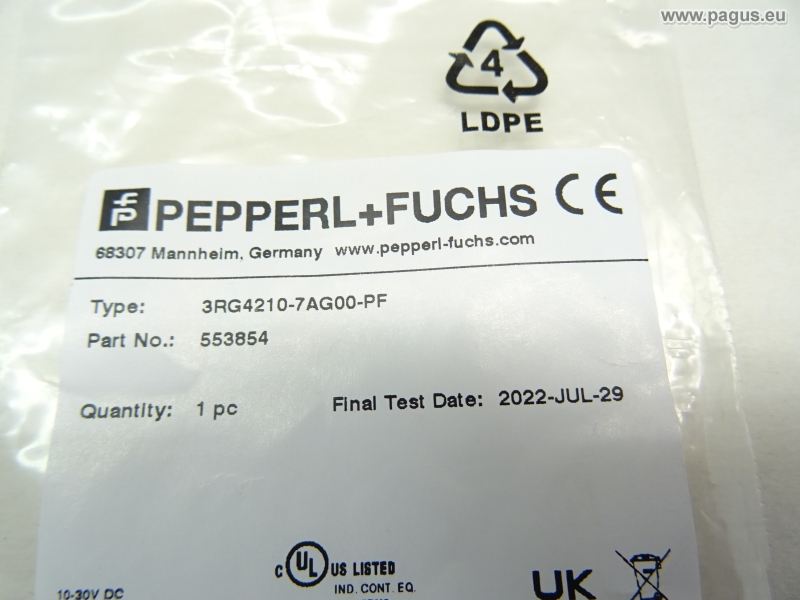 www.pagus.eu
4
LDPE
PEPPERL+FUCHS CE
68307 Mannheim, Germany www.pepperl-fuchs.com
Type: 3RG4210-7AG00-PF
Part No.: 553854
Quantity: 1 pc Final Test Date: 2022-JUL-29
c UL US LISTED
IND. CONT. EQ.
10-30V DC
UK